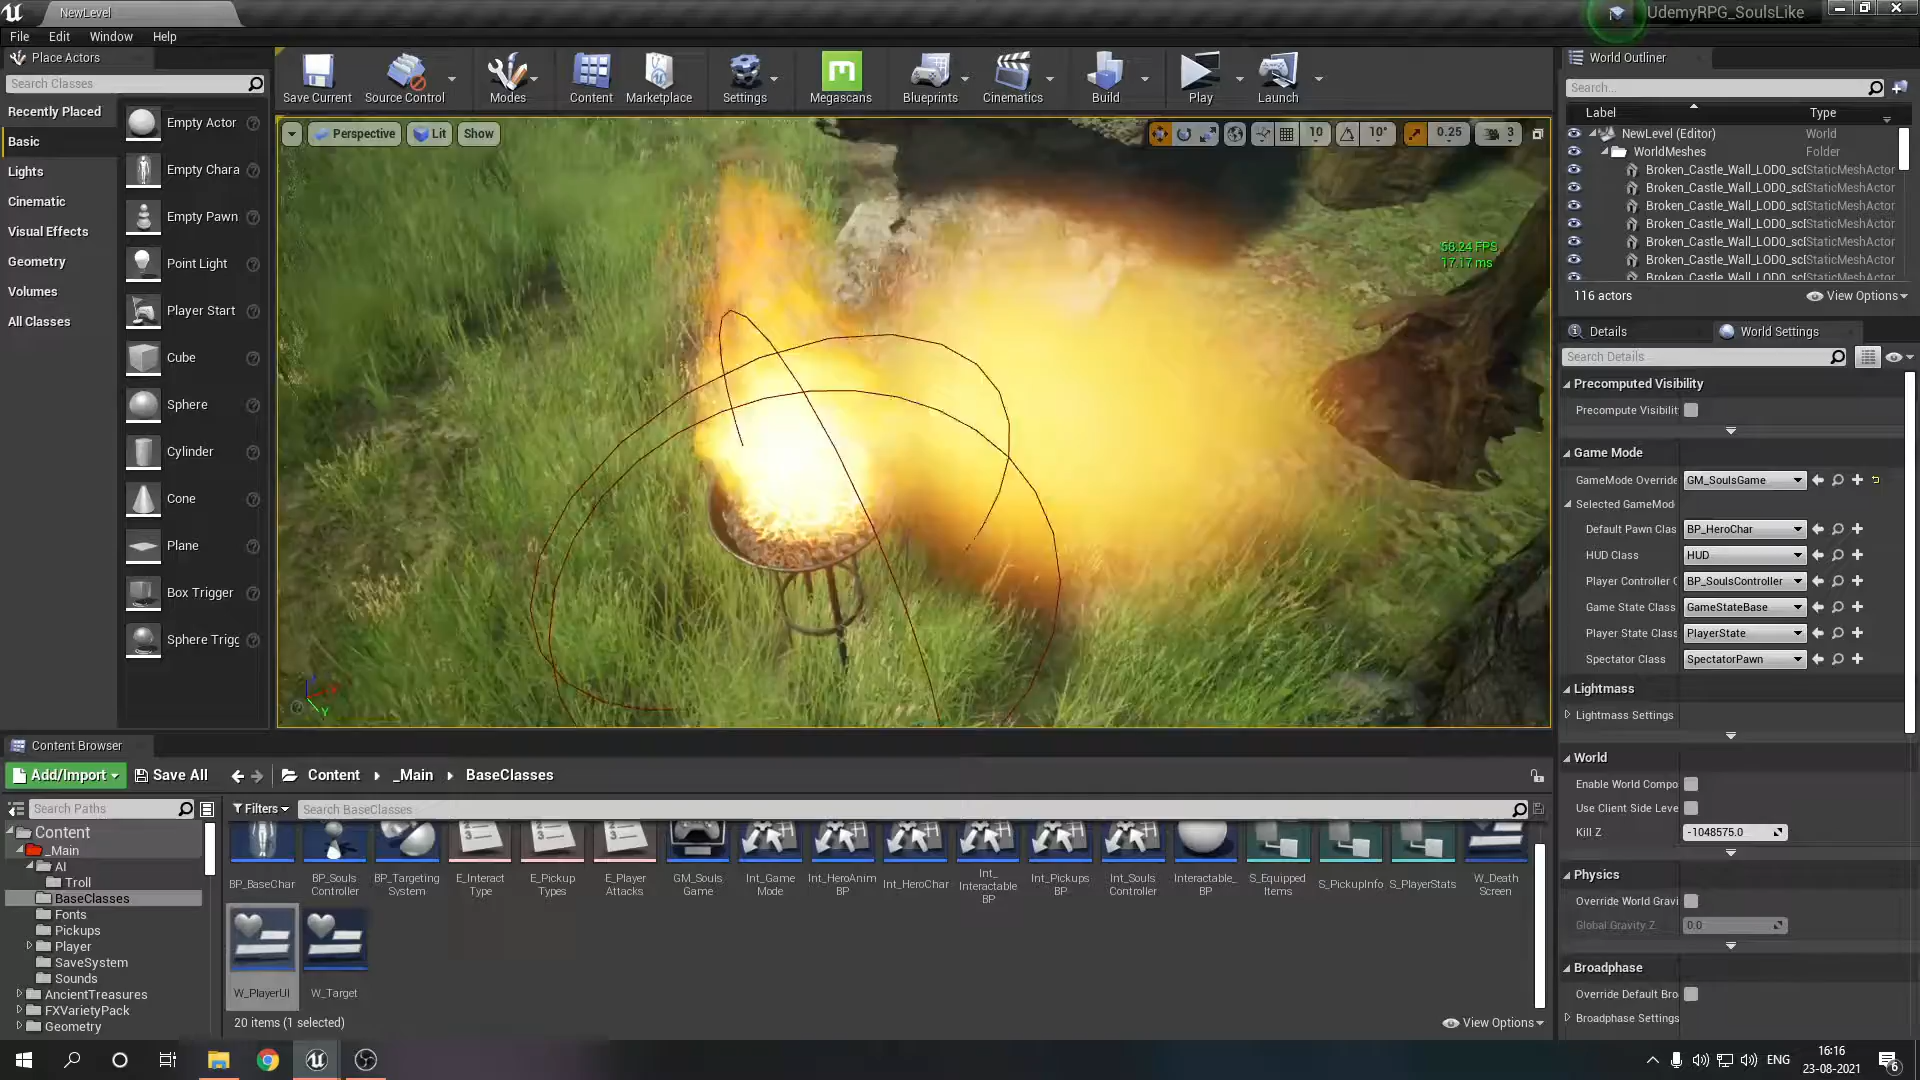 NewLevel
UdemyRPG_SoulsLike
File Edit Window Help
Place Actors
Search Classes
Recently Placed
Basic
Lights
Cinematic
Visual Effects
Geometry
Volumes
All Classes
Empty Actor
Empty Chara
Empty Pawn
Point Light
Player Start
Cube
Sphere
Cylinder
Cone
Plane
Box Trigger
Sphere Trigg
Save Current
Source Control
Modes
Content
Marketplace
Settings
Megascans
Blueprints
Cinematics
Build
Play
Launch
Perspective Lit Show
10 10° 0.25 3
58.24 FPS
17.17 ms
Y
World Outliner
Search...
Label Type
NewLevel (Editor) World
WorldMeshes Folder
Broken_Castle_Wall_LOD0_scl StaticMeshActor
Broken_Castle_Wall_LOD0_scl StaticMeshActor
Broken_Castle_Wall_LOD0_scl StaticMeshActor
Broken_Castle_Wall_LOD0_scl StaticMeshActor
Broken_Castle_Wall_LOD0_scl StaticMeshActor
Broken_Castle_Wall_LOD0_scl StaticMeshActor
Broken_Castle_Wall_LOD0_scl StaticMeshActor
116 actors View Options
Details World Settings
Search Details
Precomputed Visibility
Precompute Visibilit
Game Mode
GameMode Override GM_SoulsGame
Selected GameMode
Default Pawn Clas BP_HeroChar
HUD Class HUD
Player Controller C BP_SoulsController
Game State Class GameStateBase
Player State Class PlayerState
Spectator Class SpectatorPawn
Lightmass
Lightmass Settings
World
Enable World Compo
Use Client Side Leve
Kill Z -1048575.0
Physics
Override World Gravi
Global Gravity Z 0.0
Broadphase
Override Default Bro
Broadphase Settings
Content Browser
Add/Import Save All Content _Main BaseClasses
Search Paths
Filters Search BaseClasses
Content
_Main
AI
Troll
BaseClasses
Fonts
Pickups
Player
SaveSystem
Sounds
AncientTreasures
FXVarietyPack
Geometry
BP_BaseChar
BP_Souls
Controller
BP_Targeting
System
E_Interact
Type
E_Pickup
Types
E_Player
Attacks
GM_Souls
Game
Int_Game
Mode
Int_HeroAnim
BP
Int_HeroChar
Int_
Interactable
BP
Int_Pickups
BP
Int_Souls
Controller
Interactable_
BP
S_Equipped
Items
S_PickupInfo
S_PlayerStats
W_Death
Screen
W_PlayerUI
W_Target
20 items (1 selected) View Options
ENG
16:16
23-08-2021
6